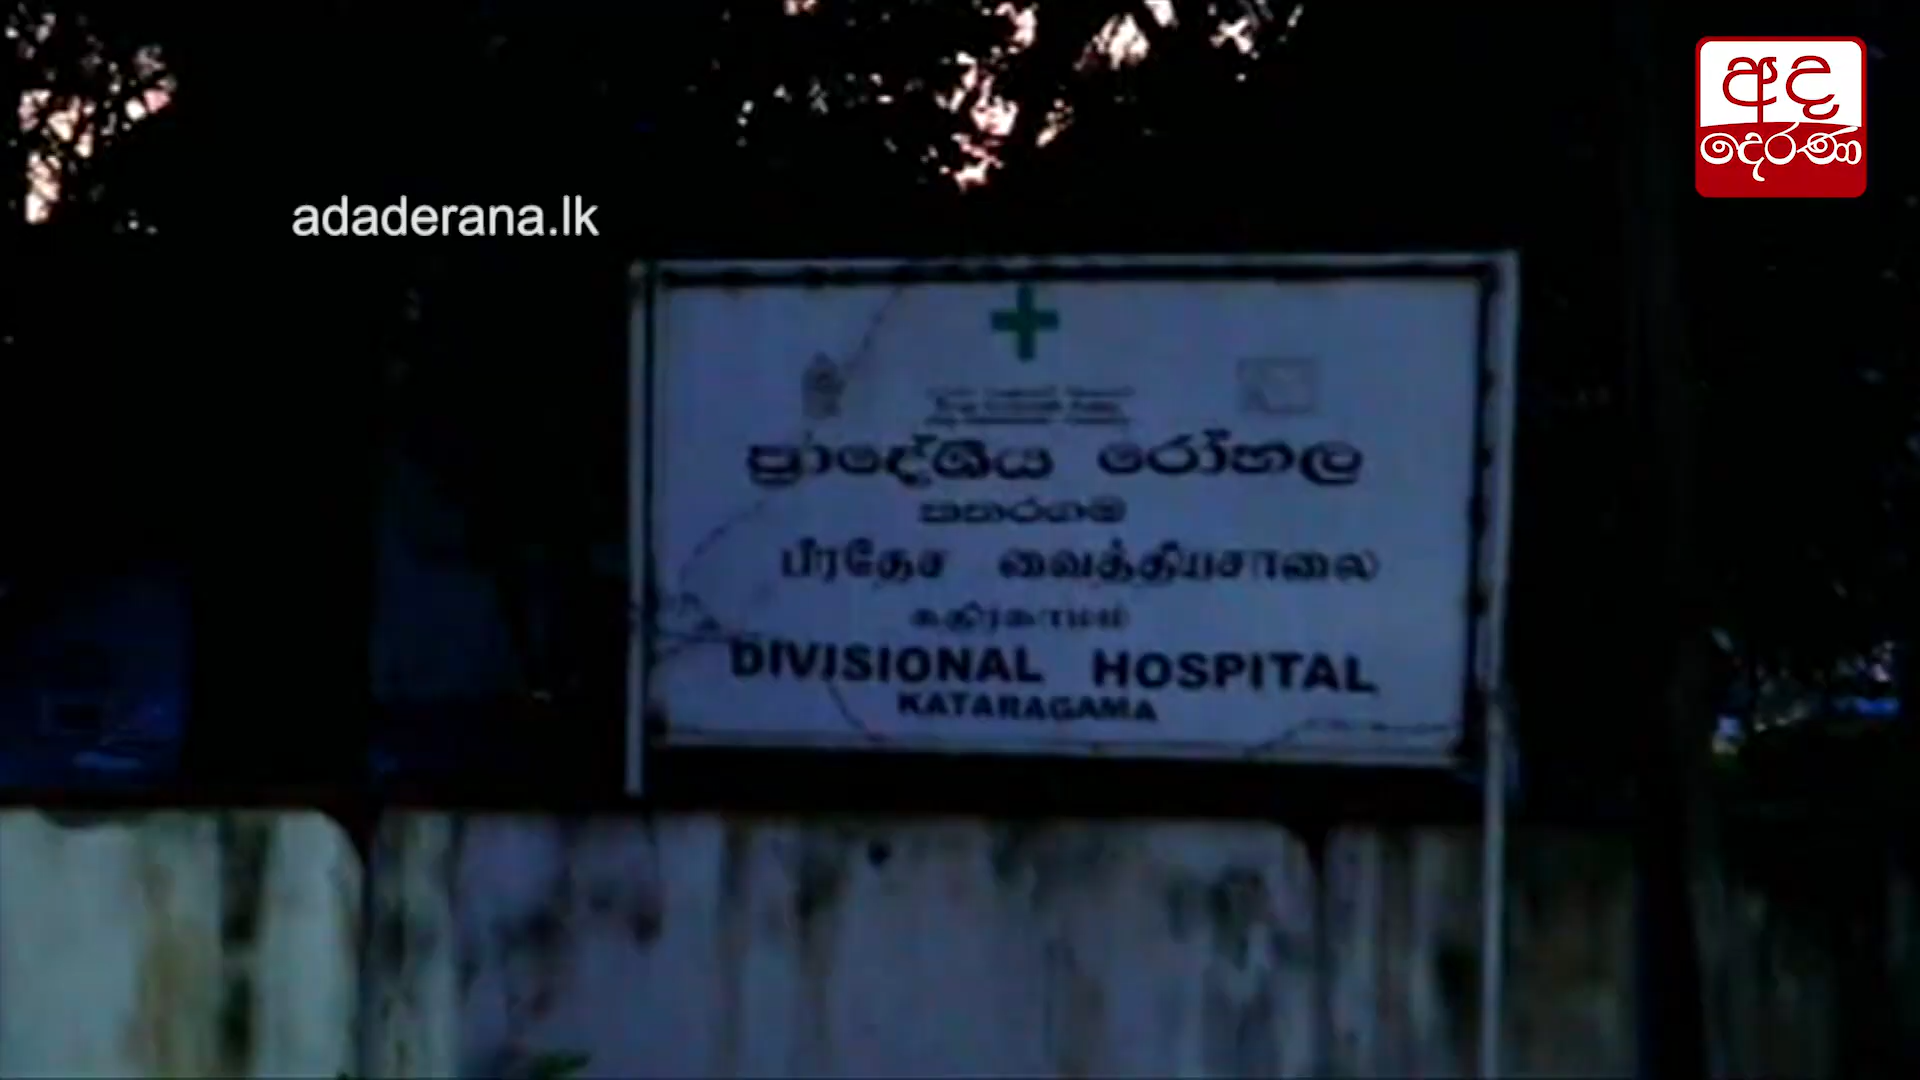 අද
දෙරණ
adaderana.lk
ප්‍රාදේශීය රෝහල
කතරගම
பீரதேச வைத்தியசாலை
கதிர்காமம்
DIVISIONAL HOSPITAL
KATARAGAMA